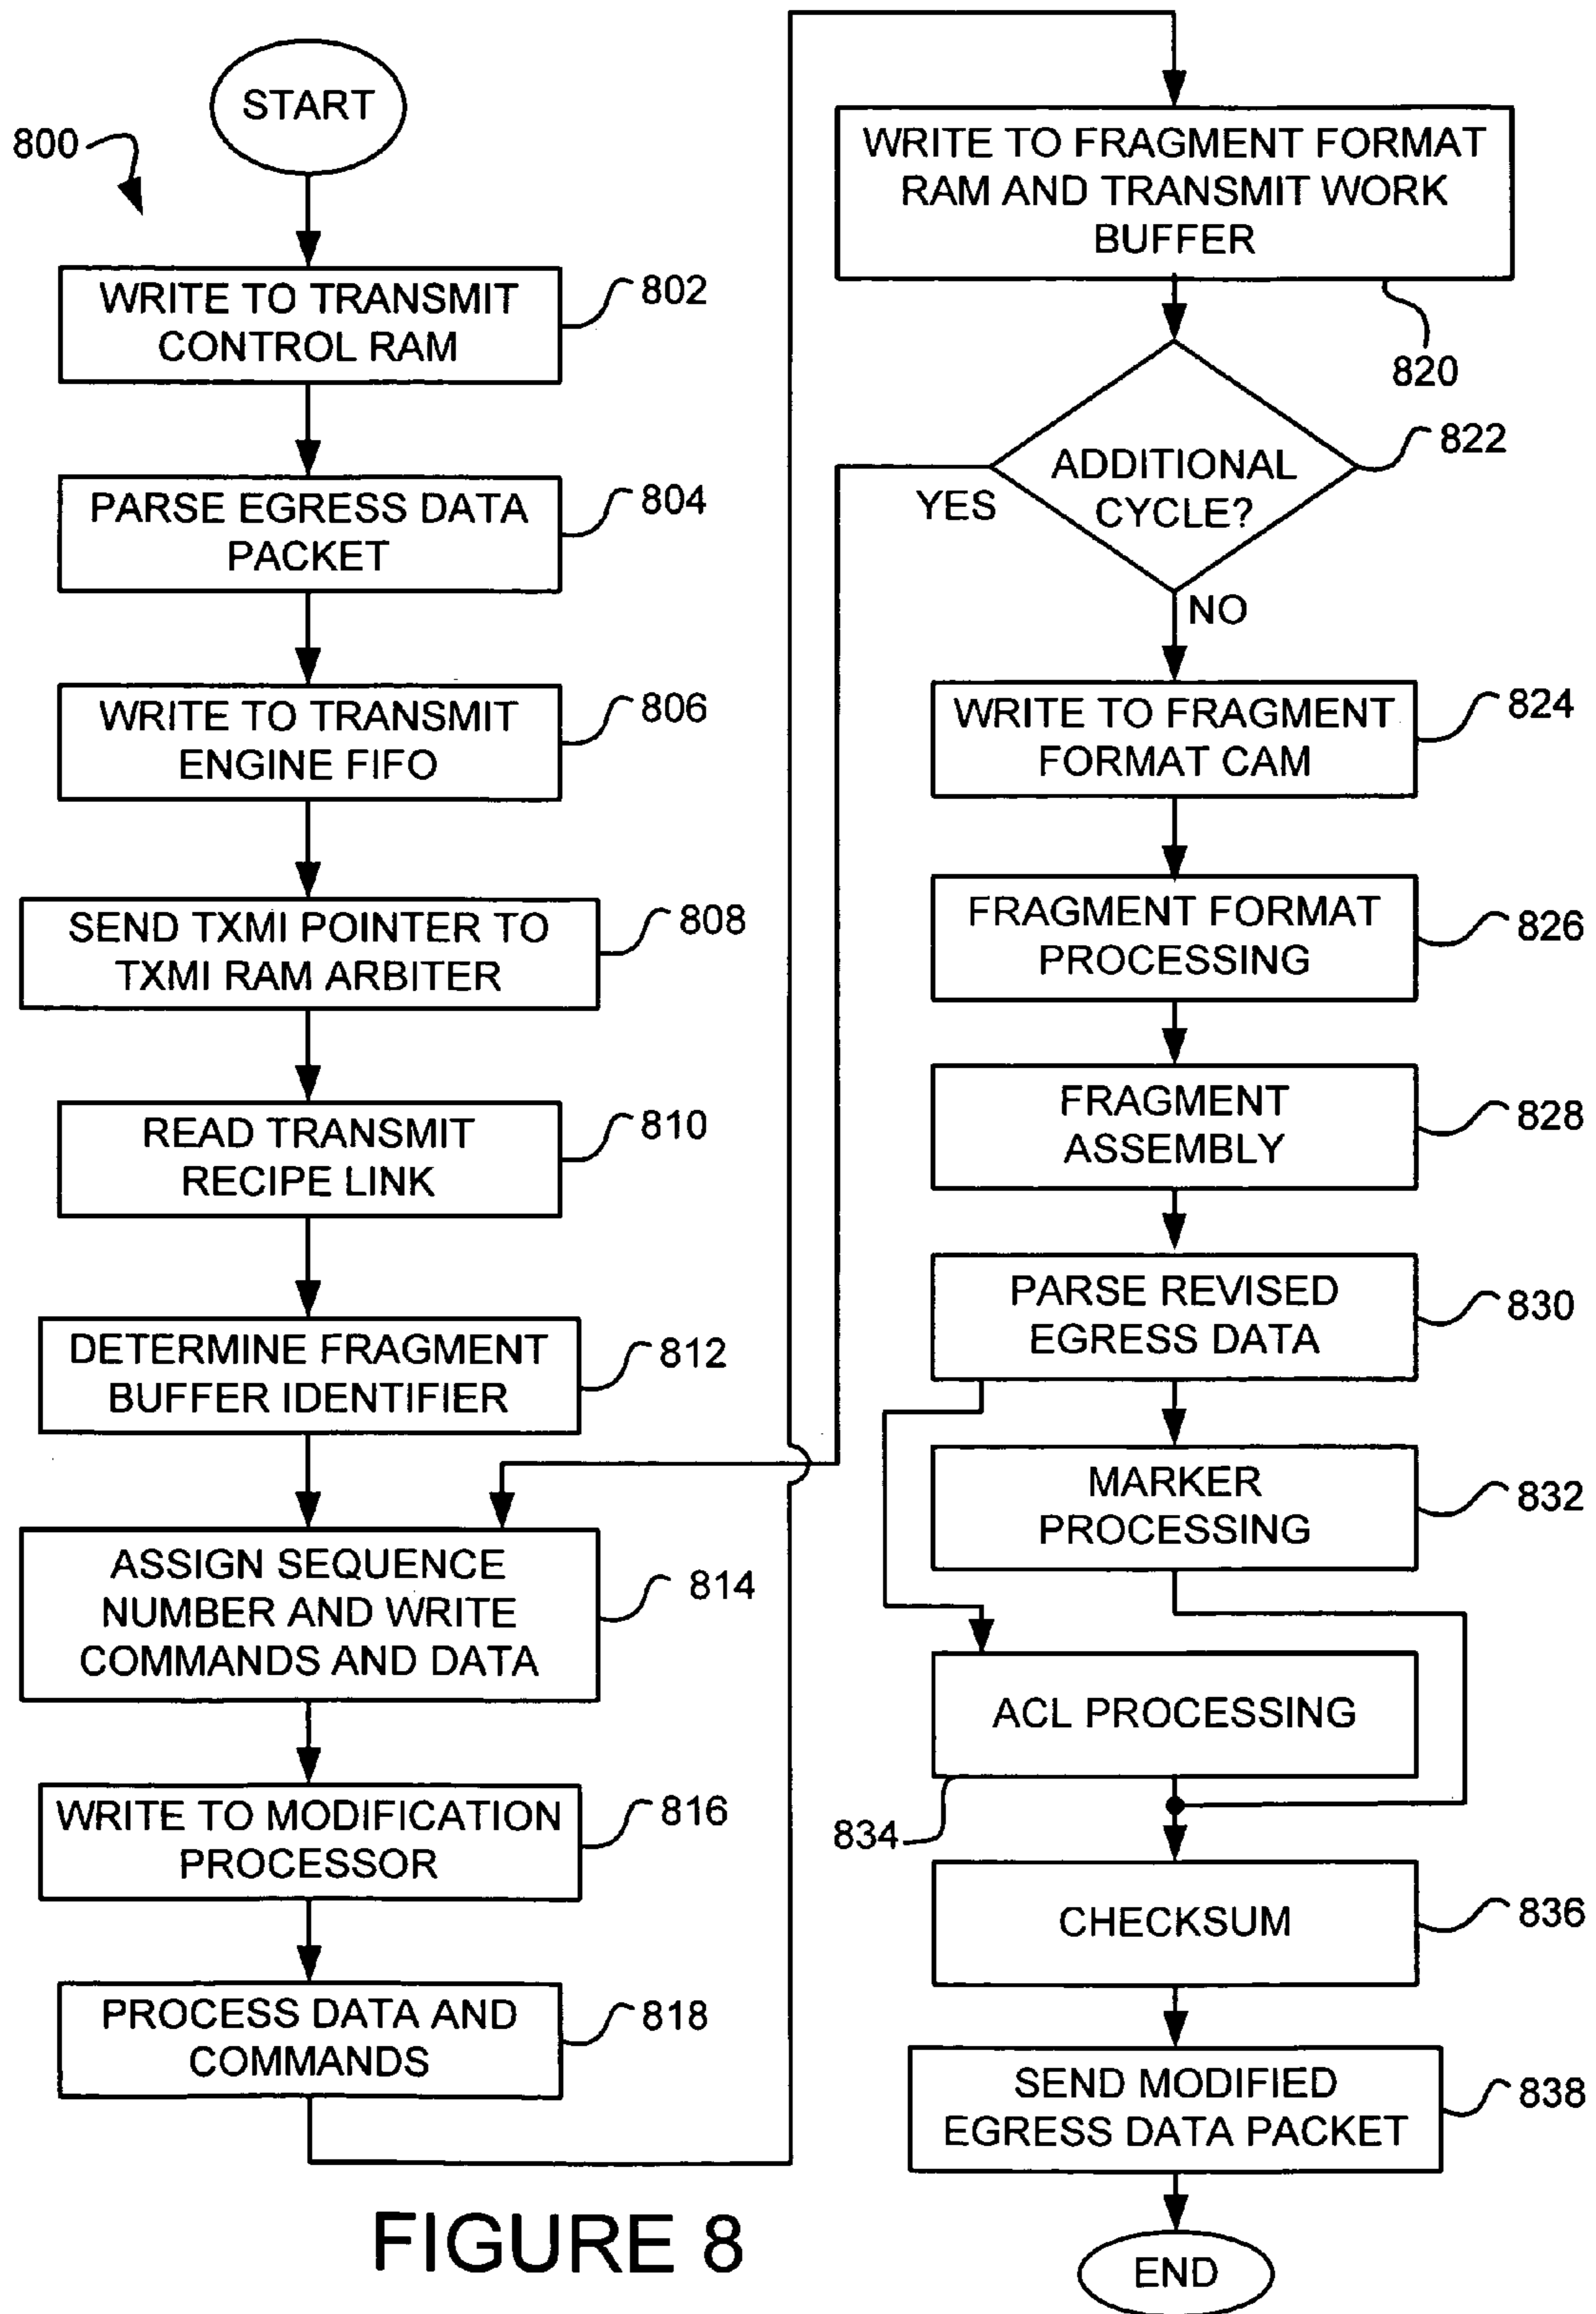 800
START
WRITE TO TRANSMIT
CONTROL RAM
802
PARSE EGRESS DATA
PACKET
804
WRITE TO TRANSMIT
ENGINE FIFO
806
SEND TXMI POINTER TO
TXMI RAM ARBITER
808
READ TRANSMIT
RECIPE LINK
810
DETERMINE FRAGMENT
BUFFER IDENTIFIER
812
ASSIGN SEQUENCE
NUMBER AND WRITE
COMMANDS AND DATA
814
WRITE TO MODIFICATION
PROCESSOR
816
PROCESS DATA AND
COMMANDS
818
WRITE TO FRAGMENT FORMAT
RAM AND TRANSMIT WORK
BUFFER
820
ADDITIONAL
CYCLE?
822
YES
NO
WRITE TO FRAGMENT
FORMAT CAM
824
FRAGMENT FORMAT
PROCESSING
826
FRAGMENT
ASSEMBLY
828
PARSE REVISED
EGRESS DATA
830
MARKER
PROCESSING
832
ACL PROCESSING
834
CHECKSUM
836
SEND MODIFIED
EGRESS DATA PACKET
838
END
FIGURE 8